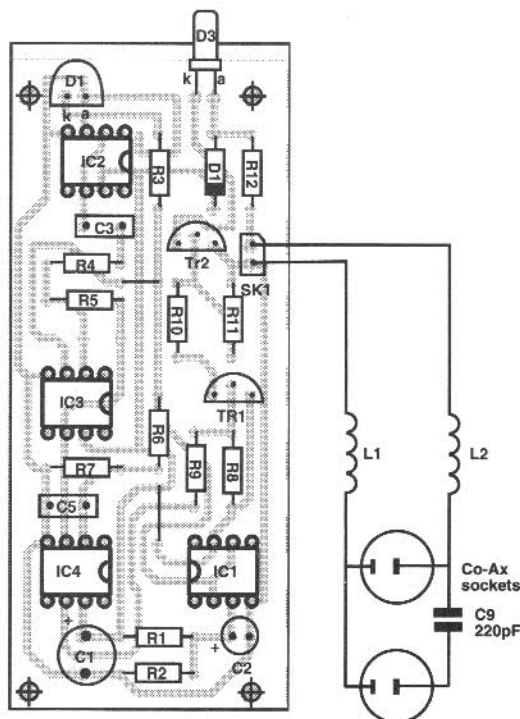 D3
D1
k
a
k
a
IC2
R3
D1
R12
C3
Tr2
R4
SK1
R5
R10
R11
IC3
TR1
R6
L1
L2
R7
R9
R8
C5
Co-Ax
sockets
IC4
IC1
C9
220pF
+
C1
R1
+
C2
R2